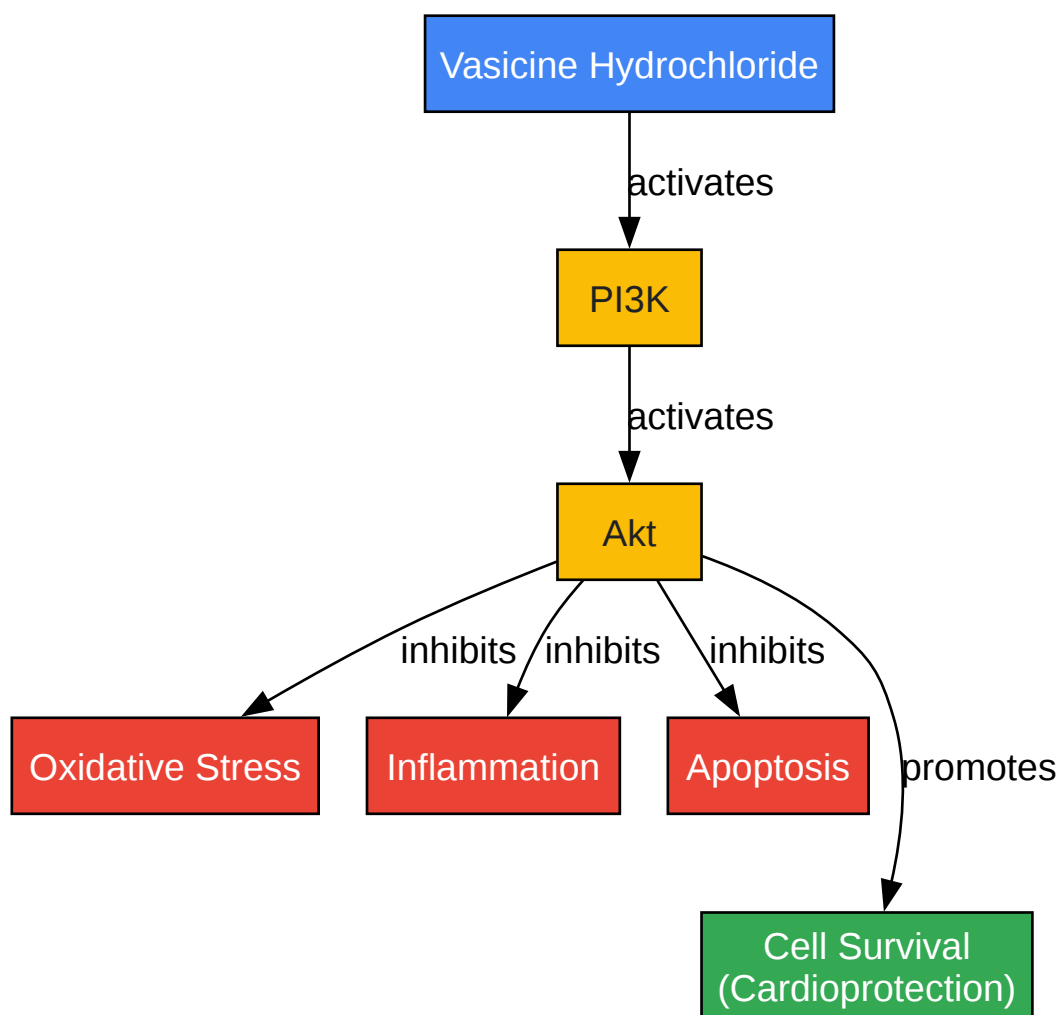 Vasicine Hydrochloride
activates
PI3K
activates
Akt
inhibits
inhibits
inhibits
Oxidative Stress
Inflammation
Apoptosis
promotes
Cell Survival
(Cardioprotection)